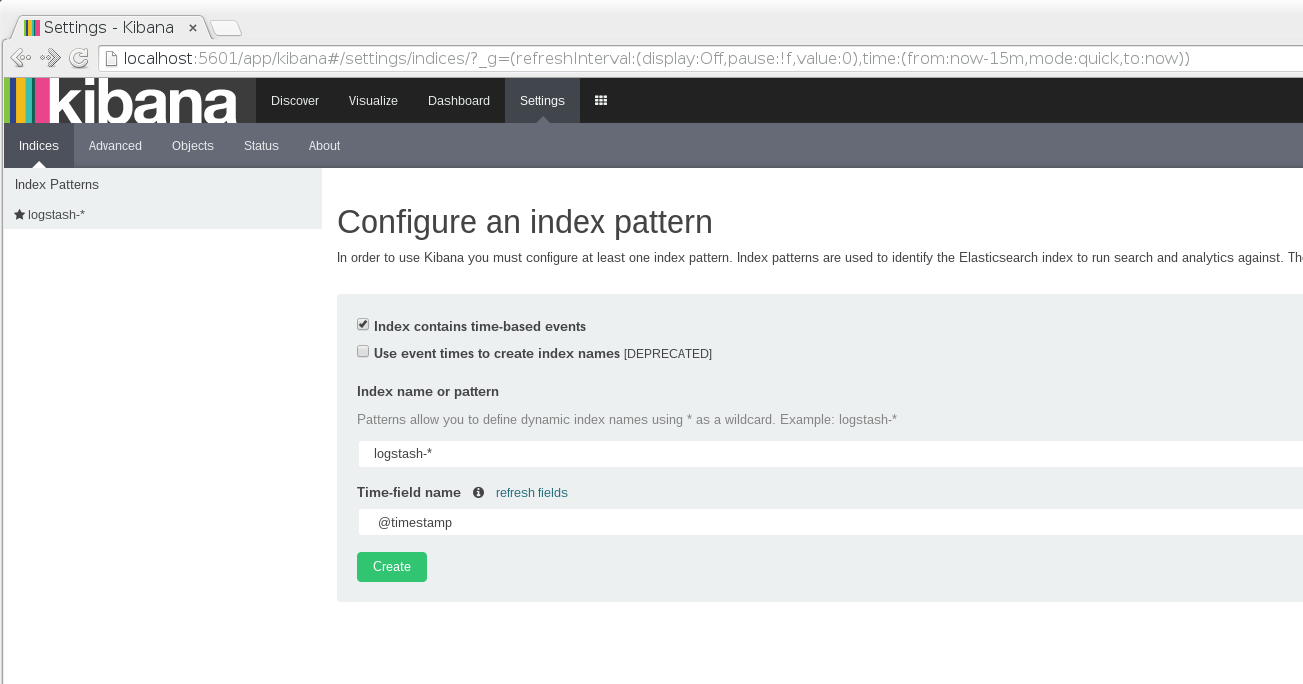 Settings - Kibana ×
localhost:5601/app/kibana#/settings/indices/?_g=(refreshInterval:(display:Off,pause:!f,value:0),time:(from:now-15m,mode:quick,to:now))
kibana Discover Visualize Dashboard Settings
Indices Advanced Objects Status About
Index Patterns
logstash-*
Configure an index pattern
In order to use Kibana you must configure at least one index pattern. Index patterns are used to identify the Elasticsearch index to run search and analytics against. The
Index contains time-based events
Use event times to create index names [DEPRECATED]
Index name or pattern
Patterns allow you to define dynamic index names using * as a wildcard. Example: logstash-*
logstash-*
Time-field name refresh fields
@timestamp
Create